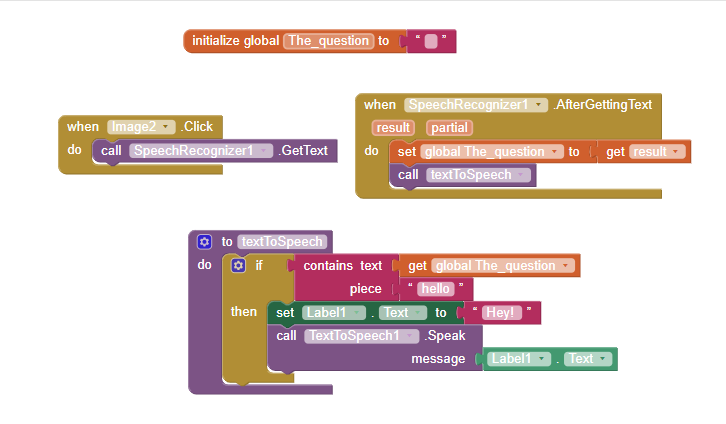 initialize global The_question to “ ”
when Image2 .Click
do call SpeechRecognizer1 .GetText
when SpeechRecognizer1 .AfterGettingText
result partial
do set global The_question to get result
call textToSpeech
to textToSpeech
do if contains text get global The_question
piece “ hello ”
then set Label1 . Text to “ Hey! ”
call TextToSpeech1 .Speak
message Label1 . Text